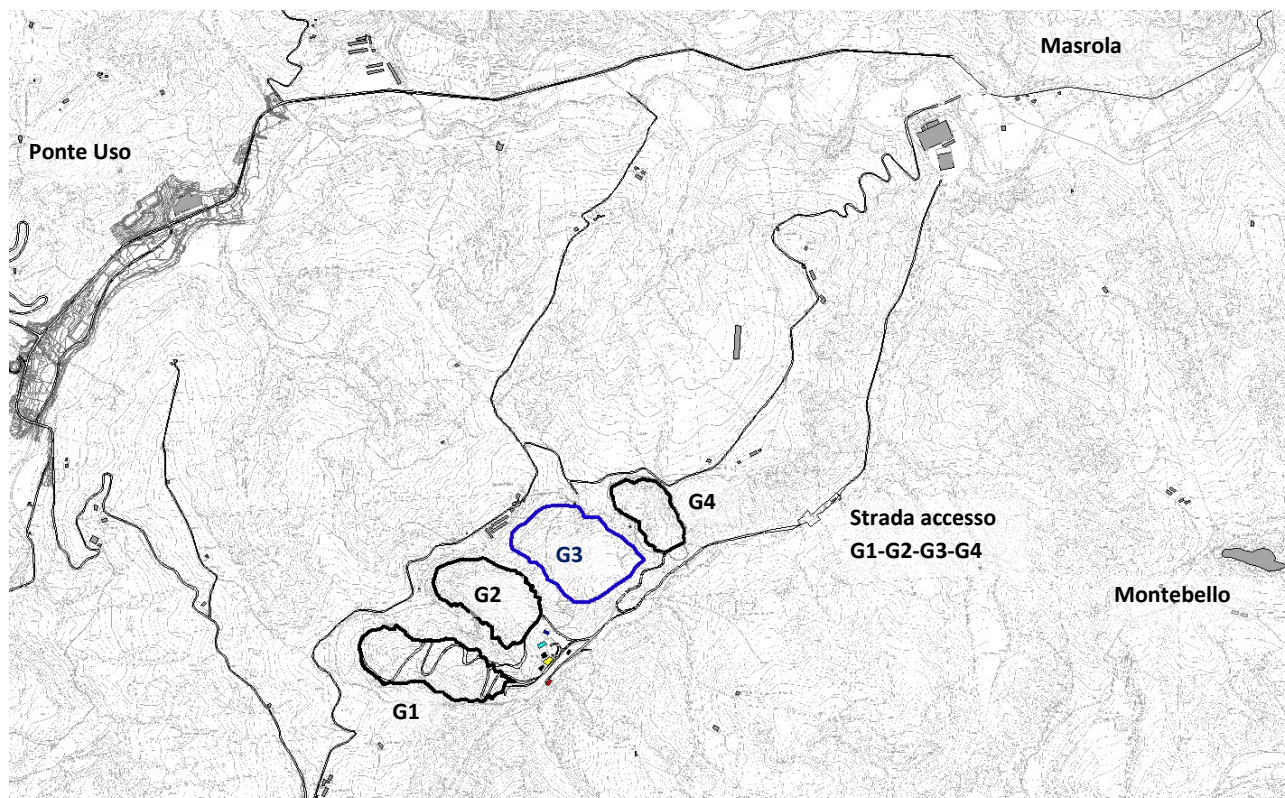 Masrola
Ponte Uso
G4
Strada accesso
G1-G2-G3-G4
G3
Montebello
G2
G1